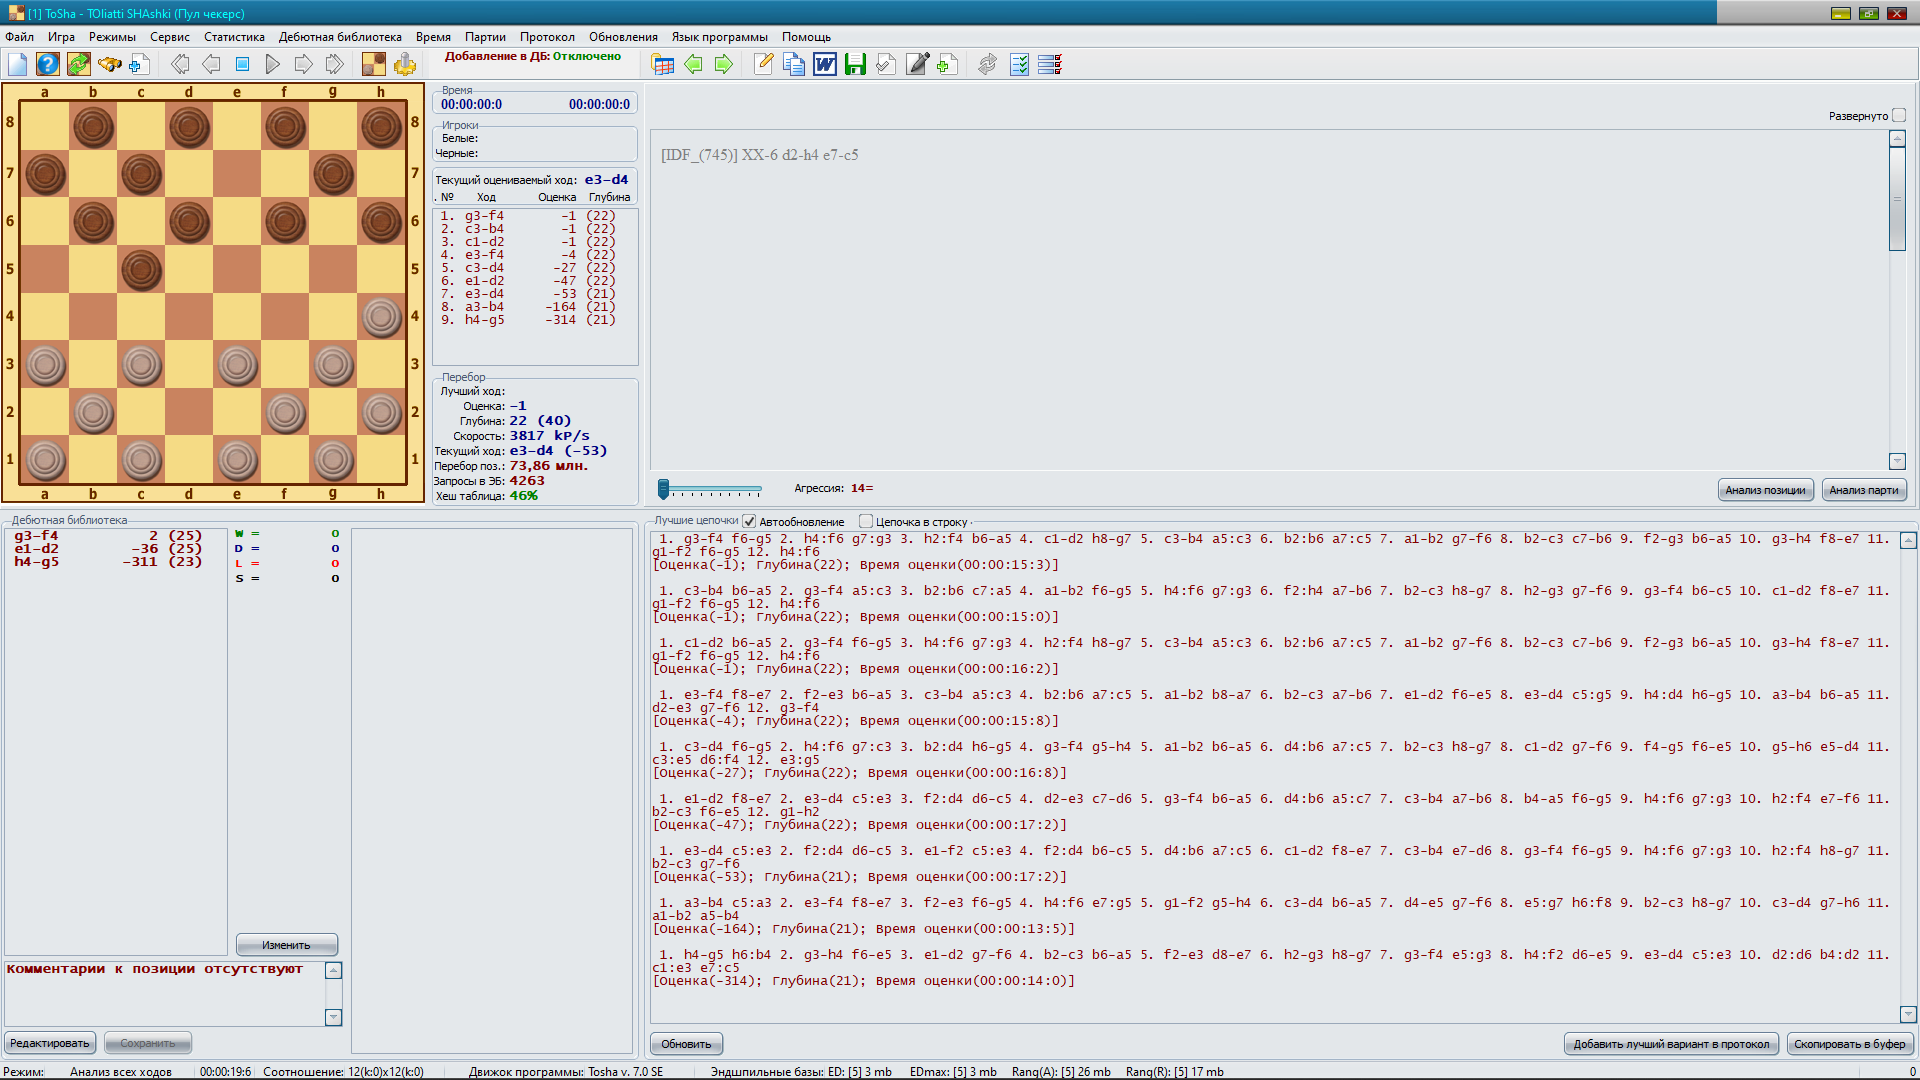 [1] ToSha - TOliatti SHAshki (Пул чекерс)
Файл Игра Режимы Сервис Статистика Дебютная библиотека Время Партии Протокол Обновления Язык программы Помощь
Добавление в ДБ: Отключено
a b c d e f g h
8 8
7 7
6 6
5 5
4 4
3 3
2 2
1 1
a b c d e f g h
Время
00:00:00:0 00:00:00:0
Игроки
Белые:
Черные:
Текущий оцениваемый ход: e3-d4
. № Ход Оценка Глубина
1. g3-f4 -1 (22)
2. c3-b4 -1 (22)
3. c1-d2 -1 (22)
4. e3-f4 -4 (22)
5. c3-d4 -27 (22)
6. e1-d2 -47 (22)
7. e3-d4 -53 (21)
8. a3-b4 -164 (21)
9. h4-g5 -314 (21)
Перебор
Лучший ход:
Оценка: -1
Глубина: 22 (40)
Скорость: 3817 kP/s
Текущий ход: e3-d4 (-53)
Перебор поз.: 73,86 млн.
Запросы в ЭБ: 4263
Хеш таблица: 46%
Развернуто
[IDF_(745)] XX-6 d2-h4 e7-c5
Агрессия: 14=
Анализ позиции Анализ парти
Дебютная библиотека
g3-f4 2 (25)
e1-d2 -36 (25)
h4-g5 -311 (23)
W = 0
D = 0
L = 0
S = 0
Изменить
Комментарии к позиции отсутствуют
Редактировать Сохранить
Лучшие цепочки Автообновление Цепочка в строку
1. g3-f4 f6-g5 2. h4:f6 g7:g3 3. h2:f4 b6-a5 4. c1-d2 h8-g7 5. c3-b4 a5:c3 6. b2:b6 a7:c5 7. a1-b2 g7-f6 8. b2-c3 c7-b6 9. f2-g3 b6-a5 10. g3-h4 f8-e7 11.
g1-f2 f6-g5 12. h4:f6
[Оценка(-1); Глубина(22); Время оценки(00:00:15:3)]
1. c3-b4 b6-a5 2. g3-f4 a5:c3 3. b2:b6 c7:a5 4. a1-b2 f6-g5 5. h4:f6 g7:g3 6. f2:h4 a7-b6 7. b2-c3 h8-g7 8. h2-g3 g7-f6 9. g3-f4 b6-c5 10. c1-d2 f8-e7 11.
g1-f2 f6-g5 12. h4:f6
[Оценка(-1); Глубина(22); Время оценки(00:00:15:0)]
1. c1-d2 b6-a5 2. g3-f4 f6-g5 3. h4:f6 g7:g3 4. h2:f4 h8-g7 5. c3-b4 a5:c3 6. b2:b6 a7:c5 7. a1-b2 g7-f6 8. b2-c3 c7-b6 9. f2-g3 b6-a5 10. g3-h4 f8-e7 11.
g1-f2 f6-g5 12. h4:f6
[Оценка(-1); Глубина(22); Время оценки(00:00:16:2)]
1. e3-f4 f8-e7 2. f2-e3 b6-a5 3. c3-b4 a5:c3 4. b2:b6 a7:c5 5. a1-b2 b8-a7 6. b2-c3 a7-b6 7. e1-d2 f6-e5 8. e3-d4 c5:g5 9. h4:d4 h6-g5 10. a3-b4 b6-a5 11.
d2-e3 g7-f6 12. g3-f4
[Оценка(-4); Глубина(22); Время оценки(00:00:15:8)]
1. c3-d4 f6-g5 2. h4:f6 g7:c3 3. b2:d4 h6-g5 4. g3-f4 g5-h4 5. a1-b2 b6-a5 6. d4:b6 a7:c5 7. b2-c3 h8-g7 8. c1-d2 g7-f6 9. f4-g5 f6-e5 10. g5-h6 e5-d4 11.
c3:e5 d6:f4 12. e3:g5
[Оценка(-27); Глубина(22); Время оценки(00:00:16:8)]
1. e1-d2 f8-e7 2. e3-d4 c5:e3 3. f2:d4 d6-c5 4. d2-e3 c7-d6 5. g3-f4 b6-a5 6. d4:b6 a5:c7 7. c3-b4 a7-b6 8. b4-a5 f6-g5 9. h4:f6 g7:g3 10. h2:f4 e7-f6 11.
b2-c3 f6-e5 12. g1-h2
[Оценка(-47); Глубина(22); Время оценки(00:00:17:2)]
1. e3-d4 c5:e3 2. f2:d4 d6-c5 3. e1-f2 c5:e3 4. f2:d4 b6-c5 5. d4:b6 a7:c5 6. c1-d2 f8-e7 7. c3-b4 e7-d6 8. g3-f4 f6-g5 9. h4:f6 g7:g3 10. h2:f4 h8-g7 11.
b2-c3 g7-f6
[Оценка(-53); Глубина(21); Время оценки(00:00:17:2)]
1. a3-b4 c5:a3 2. e3-f4 f8-e7 3. f2-e3 f6-g5 4. h4:f6 e7:g5 5. g1-f2 g5-h4 6. c3-d4 b6-a5 7. d4-e5 g7-f6 8. e5:g7 h6:f8 9. b2-c3 h8-g7 10. c3-d4 g7-h6 11.
a1-b2 a5-b4
[Оценка(-164); Глубина(21); Время оценки(00:00:13:5)]
1. h4-g5 h6:b4 2. g3-h4 f6-e5 3. e1-d2 g7-f6 4. b2-c3 b6-a5 5. f2-e3 d8-e7 6. h2-g3 h8-g7 7. g3-f4 e5:g3 8. h4:f2 d6-e5 9. e3-d4 c5:e3 10. d2:d6 b4:d2 11.
c1:e3 e7:c5
[Оценка(-314); Глубина(21); Время оценки(00:00:14:0)]
Обновить Добавить лучший вариант в протокол Скопировать в буфер
Режим: Анализ всех ходов 00:00:19:6 Соотношение: 12(k:0)x12(k:0) Движок программы: Tosha v. 7.0 SE Эндшпильные базы: ED: [5] 3 mb EDmax: [5] 3 mb Rang(A): [5] 26 mb Rang(R): [5] 17 mb 0